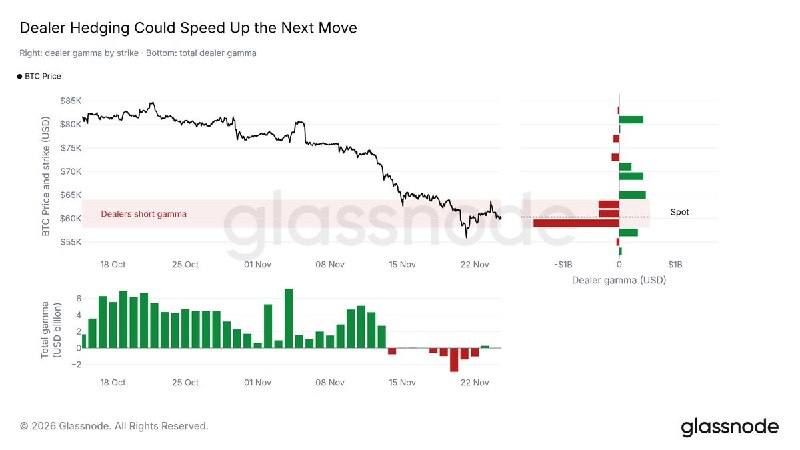 Dealer Hedging Could Speed Up the Next Move
Right: dealer gamma by strike · Bottom: total dealer gamma
BTC Price
BTC Price and strike (USD)
$85K
$80K
$75K
$70K
$65K
$60K
$55K
Dealers short gamma
glassnode
Spot
18 Oct 25 Oct 01 Nov 08 Nov 15 Nov 22 Nov
-$1B 0 $1B
Dealer gamma (USD)
Total gamma
(USD billion)
6
4
2
0
−2
18 Oct 25 Oct 01 Nov 08 Nov 15 Nov 22 Nov
© 2026 Glassnode. All Rights Reserved.
glassnode